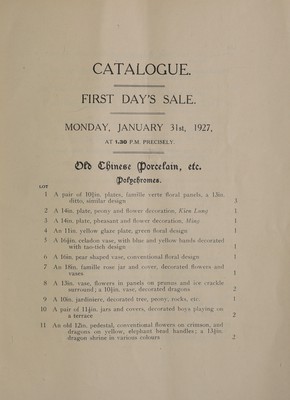 CATALOGUE.
FIRST DAY'S SALE.
MONDAY, JANUARY 31st, 1927,
AT 1.30 P.M. PRECISELY.
Old Chinese Porcelain, etc.
Polychromes.
LOT
1 A pair of 10½in. plates, famille verte floral panels, a 13in.
ditto, similar design 3
2 A 14in. plate, peony and flower decoration, Kien Lung 1
3 A 14in. plate, pheasant and flower decoration, Ming 1
4 An 11in. yellow glaze plate, green floral design 1
5 A celadon vase, with blue and yellow bands decorated
with tao-tieh design 1
6 A 16in. pear shaped vase, conventional floral design 1
7 An 18in. famille rose jar and cover, decorated flowers and
vases 1
8 A 13in. vase, flowers in panels on prunus and ice crackle
surround; a 10½in. vase, decorated dragons 2
9 A 10in. jardiniere, decorated tree, peony, rocks, etc. 1
10 A pair of 11½in. jars and covers, decorated boys playing on
a terrace 2
11 An old 12in. pedestal, conventional flowers on crimson, and
dragons on yellow, elephant head handles; a 13½in.
dragon shrine in various colours 2